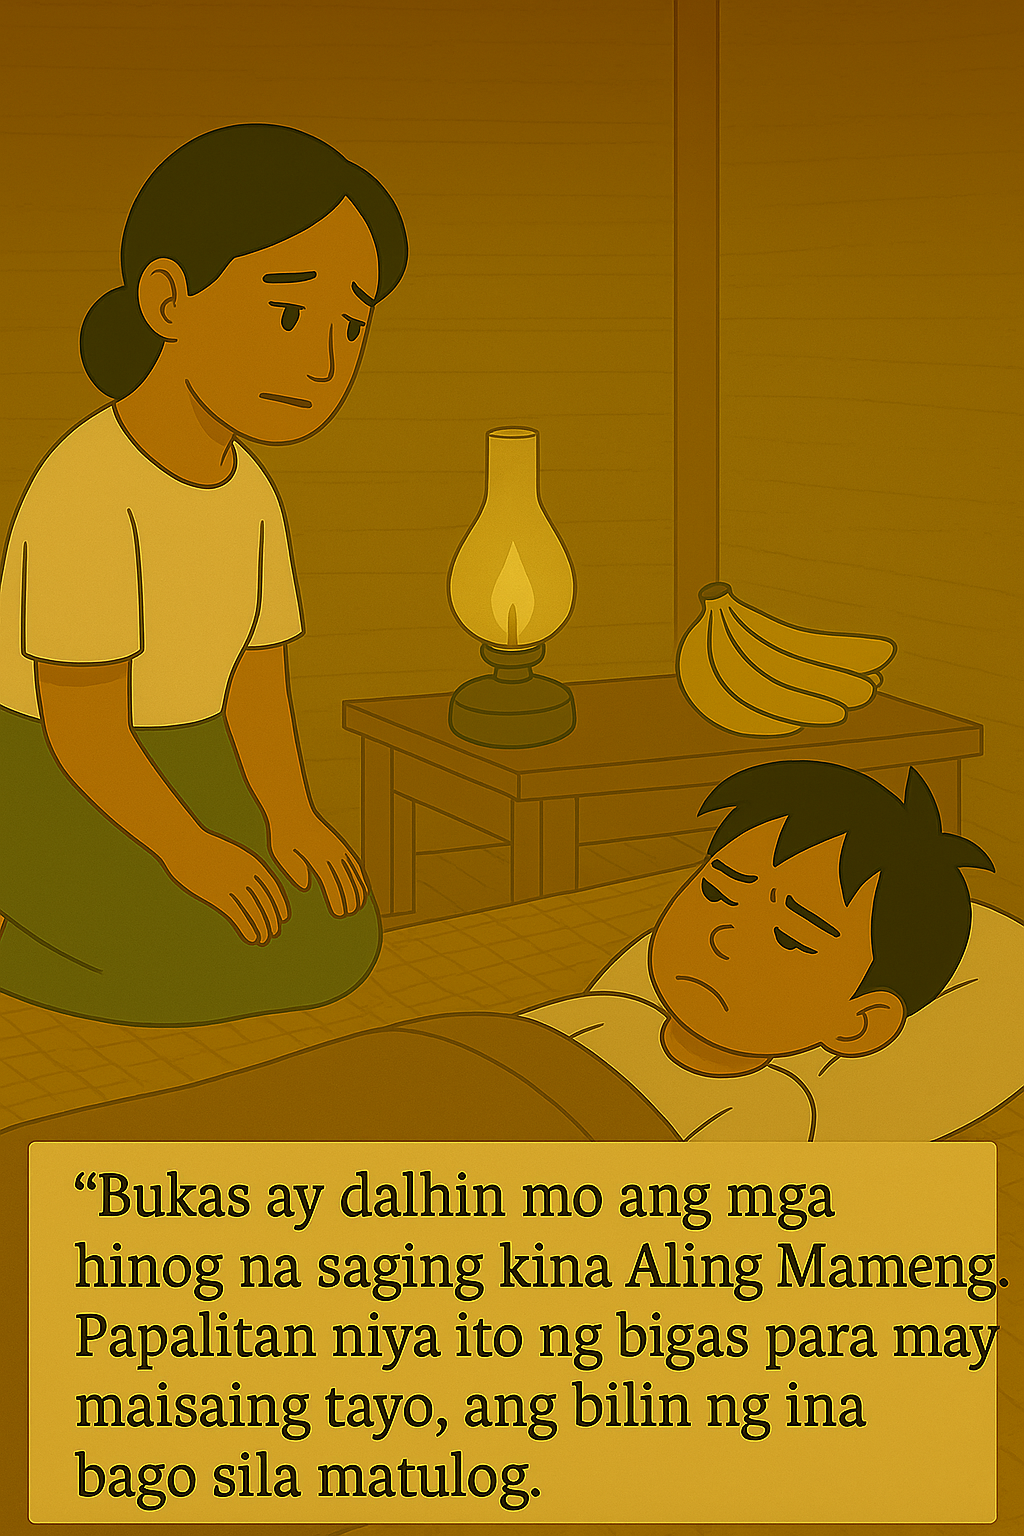 “Bukas ay dalhin mo ang mga
hinog na saging kina Aling Mameng.
Papalitan niya ito ng bigas para may
maisaing tayo, ang bilin ng ina
bago sila matulog.